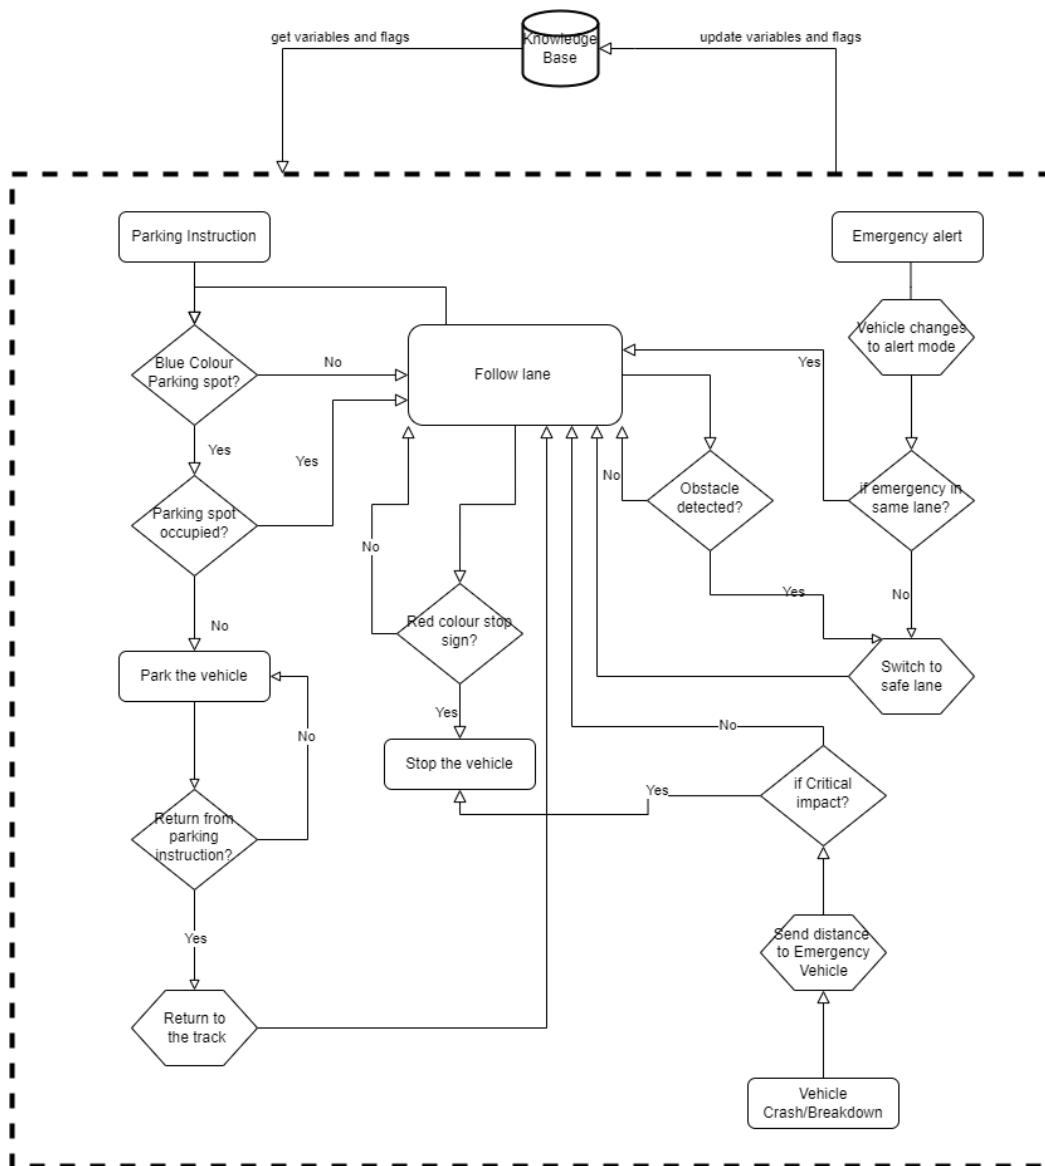 get variables and flags
Knowledge
Base
update variables and flags
Parking Instruction
Emergency alert
Vehicle changes
to alert mode
Blue Colour
Parking spot?
No
Follow lane
Yes
Yes
Yes
Parking spot
occupied?
No
Obstacle
detected?
if emergency in
same lane?
No
No
Red colour stop
sign?
Yes
No
Park the vehicle
Switch to
safe lane
Yes
No
No
Stop the vehicle
Yes
if Critical
impact?
Return from
parking
instruction?
Yes
Send distance
to Emergency
Vehicle
Return to
the track
Vehicle
Crash/Breakdown